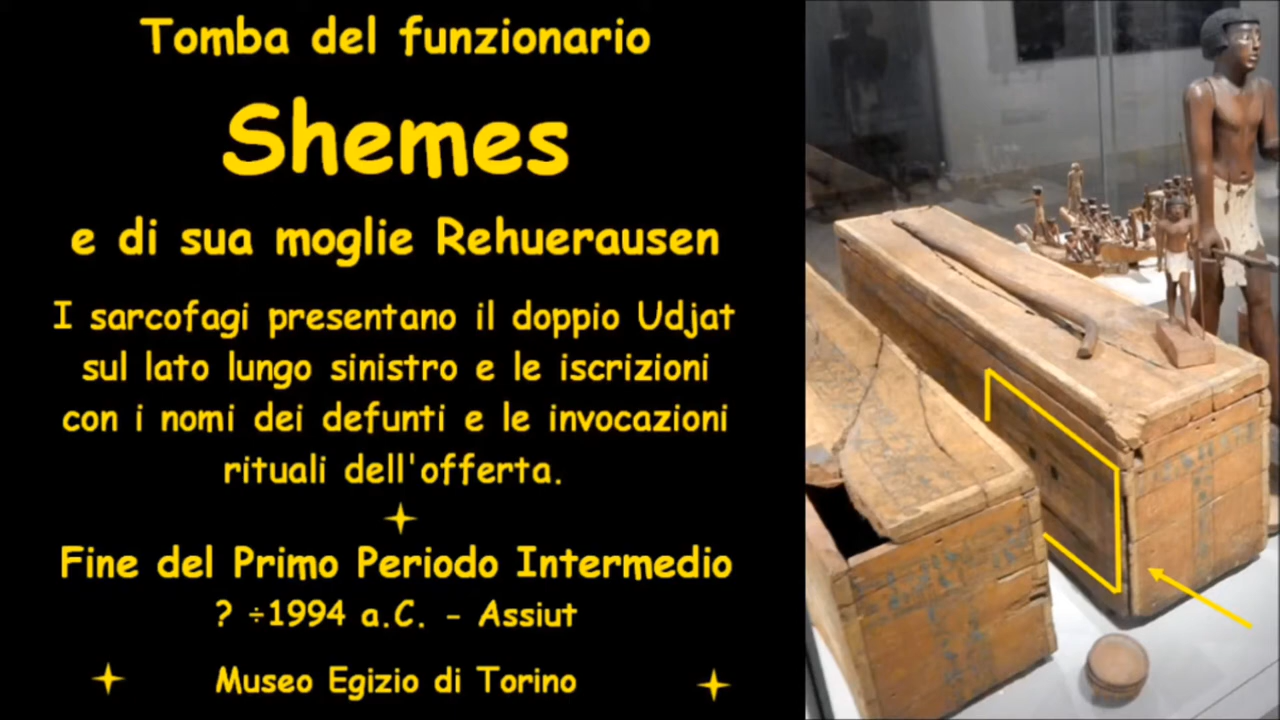 Tomba del funzionario
Shemes
e di sua moglie Rehuerausen
I sarcofagi presentano il doppio Udjat
sul lato lungo sinistro e le iscrizioni
con i nomi dei defunti e le invocazioni
rituali dell'offerta.
Fine del Primo Periodo Intermedio
? ÷1994 a.C. - Assiut
Museo Egizio di Torino